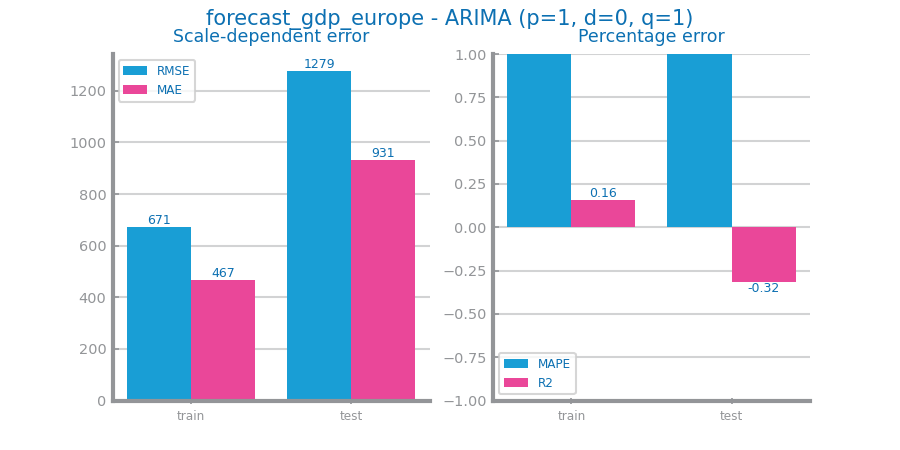 forecast_gdp_europe - ARIMA (p=1, d=0, q=1)
Scale-dependent error
RMSE
MAE
1200
1000
800
600
400
200
0
671
467
1279
931
train
test
Percentage error
1.00
0.75
0.50
0.25
0.00
−0.25
−0.50
−0.75
−1.00
0.16
-0.32
MAPE
R2
train
test